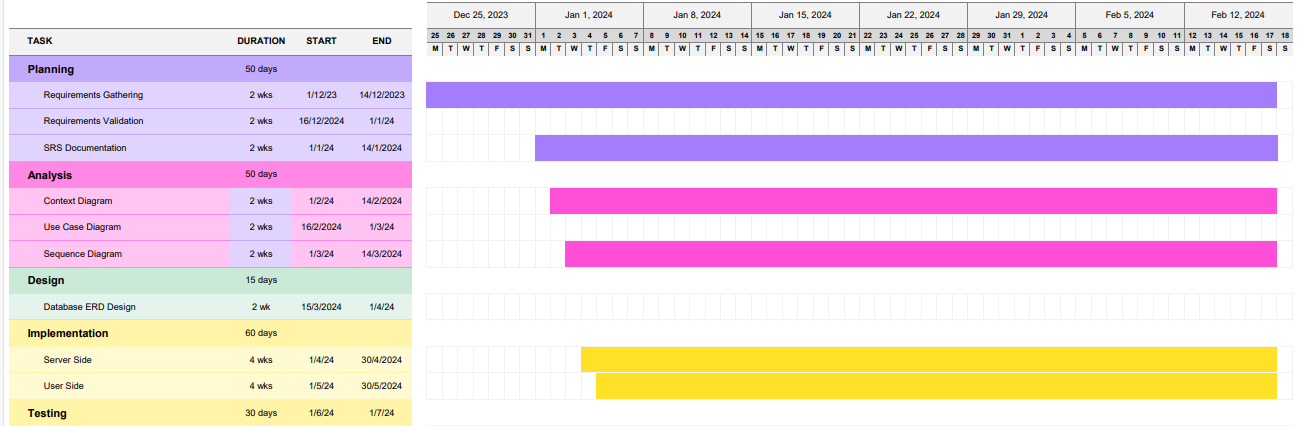 Dec 25, 2023 Jan 1, 2024 Jan 8, 2024 Jan 15, 2024 Jan 22, 2024 Jan 29, 2024 Feb 5, 2024 Feb 12, 2024
25 26 27 28 29 30 31 1 2 3 4 5 6 7 8 9 10 11 12 13 14 15 16 17 18 19 20 21 22 23 24 25 26 27 28 29 30 31 1 2 3 4 5 6 7 8 9 10 11 12 13 14 15 16 17 18
TASK DURATION START END
M T W T F S S M T W T F S S M T W T F S S M T W T F S S M T W T F S S M T W T F S S M T W T F S S M T W T F S S
Planning 50 days
Requirements Gathering 2 wks 1/12/23 14/12/2023
Requirements Validation 2 wks 16/12/2024 1/1/24
SRS Documentation 2 wks 1/1/24 14/1/2024
Analysis 50 days
Context Diagram 2 wks 1/2/24 14/2/2024
Use Case Diagram 2 wks 16/2/2024 1/3/24
Sequence Diagram 2 wks 1/3/24 14/3/2024
Design 15 days
Database ERD Design 2 wk 15/3/2024 1/4/24
Implementation 60 days
Server Side 4 wks 1/4/24 30/4/2024
User Side 4 wks 1/5/24 30/5/2024
Testing 30 days 1/6/24 1/7/24